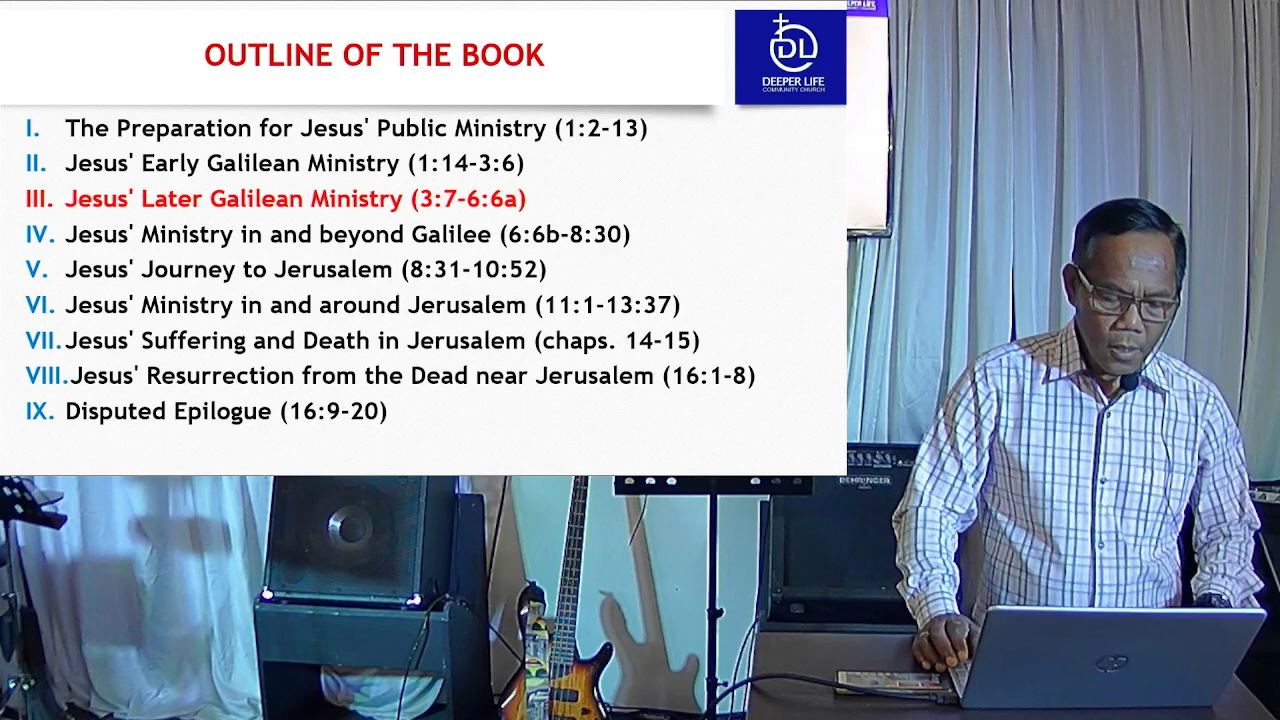 OUTLINE OF THE BOOK
DL
DEEPER LIFE
COMMUNITY CHURCH
I. The Preparation for Jesus' Public Ministry (1:2-13)
II. Jesus' Early Galilean Ministry (1:14-3:6)
III. Jesus' Later Galilean Ministry (3:7-6:6a)
IV. Jesus' Ministry in and beyond Galilee (6:6b-8:30)
V. Jesus' Journey to Jerusalem (8:31-10:52)
VI. Jesus' Ministry in and around Jerusalem (11:1-13:37)
VII. Jesus' Suffering and Death in Jerusalem (chaps. 14-15)
VIII. Jesus' Resurrection from the Dead near Jerusalem (16:1-8)
IX. Disputed Epilogue (16:9-20)
DEEPER LIFE
BEHRINGER
hp